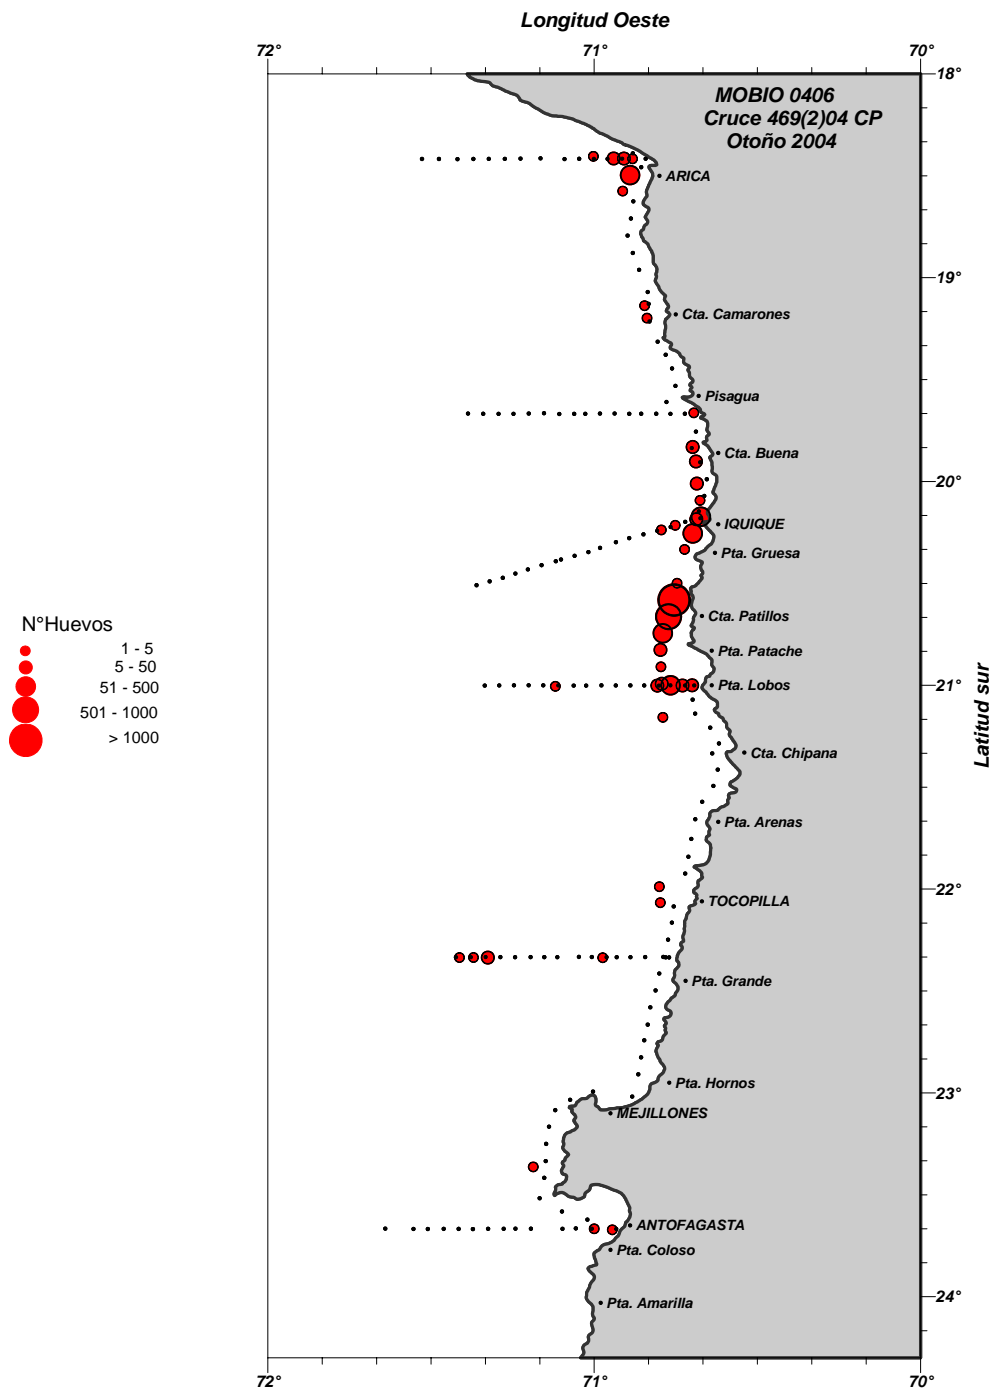 Longitud Oeste
72° 71° 70°
18°
MOBIO 0406
Cruce 469(2)04 CP
Otoño 2004
ARICA
19°
Cta. Camarones
Pisagua
Cta. Buena
20°
IQUIQUE
Pta. Gruesa
Cta. Patillos
Pta. Patache
21°
Pta. Lobos
Cta. Chipana
Pta. Arenas
22°
TOCOPILLA
Pta. Grande
Pta. Hornos
23°
MEJILLONES
ANTOFAGASTA
Pta. Coloso
24°
Pta. Amarilla
72° 71° 70°
Latitud sur
N°Huevos
1 - 5
5 - 50
51 - 500
501 - 1000
> 1000